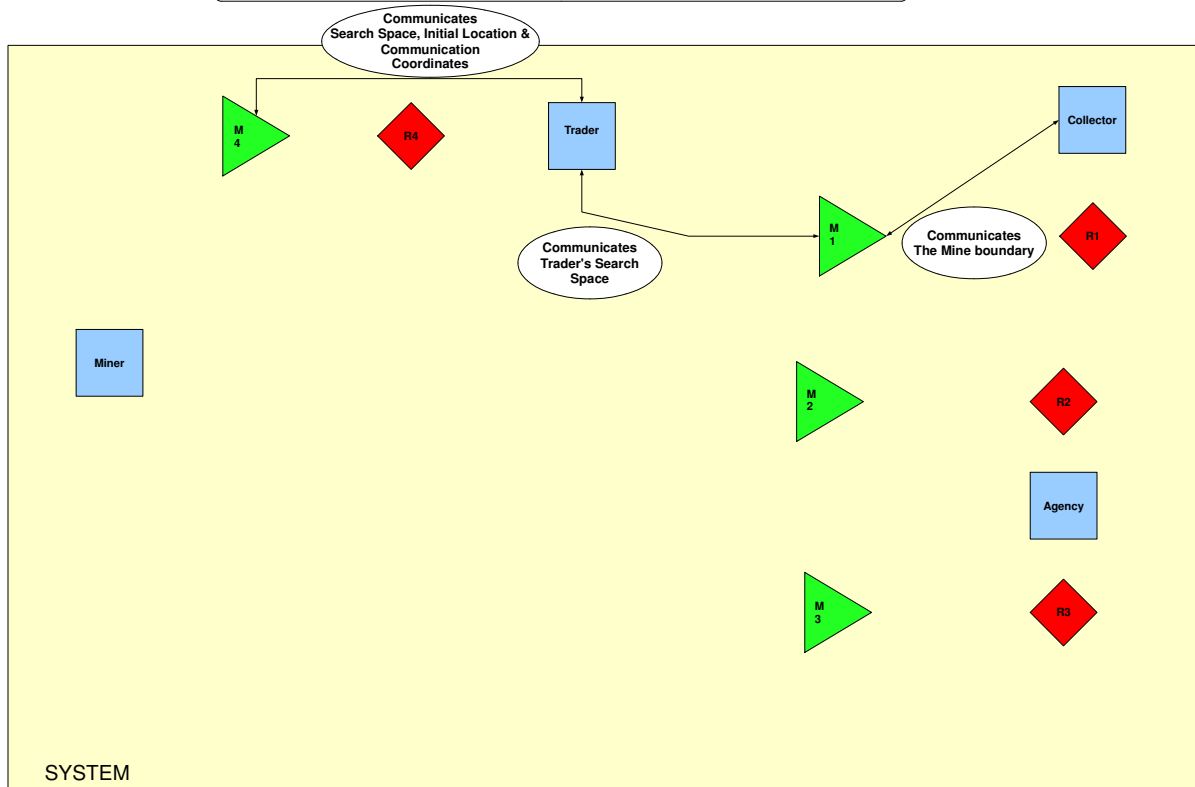 Communicates
Search Space, Initial Location &
Communication
Coordinates
M
4
R4
Trader
Collector
M
1
Communicates
The Mine boundary
R1
Communicates
Trader's Search
Space
Miner
M
2
R2
Agency
M
3
R3
SYSTEM